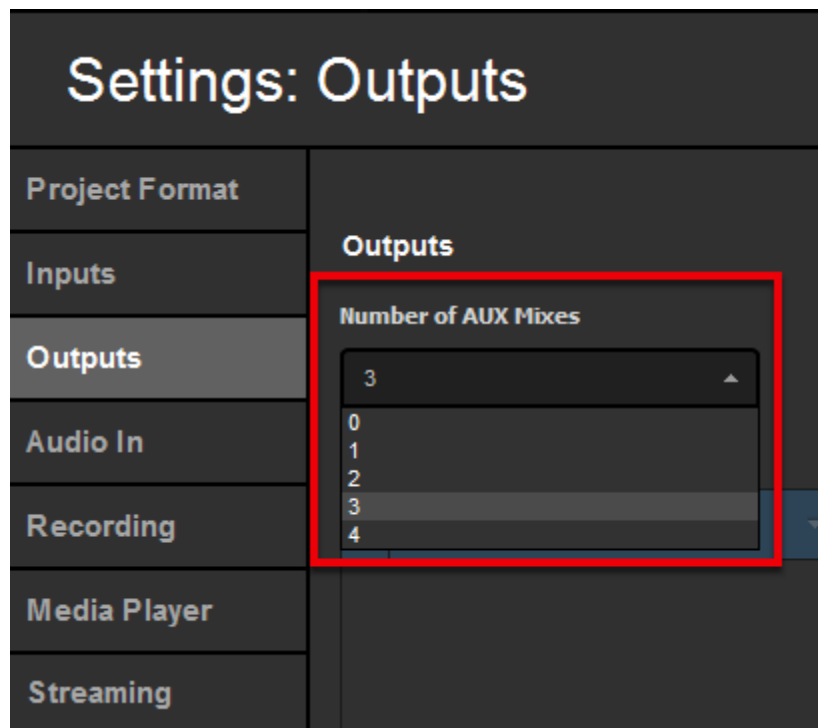 Settings: Outputs
Project Format
Inputs
Outputs
Audio In
Recording
Media Player
Streaming
Outputs
Number of AUX Mixes
3
0
1
2
3
4